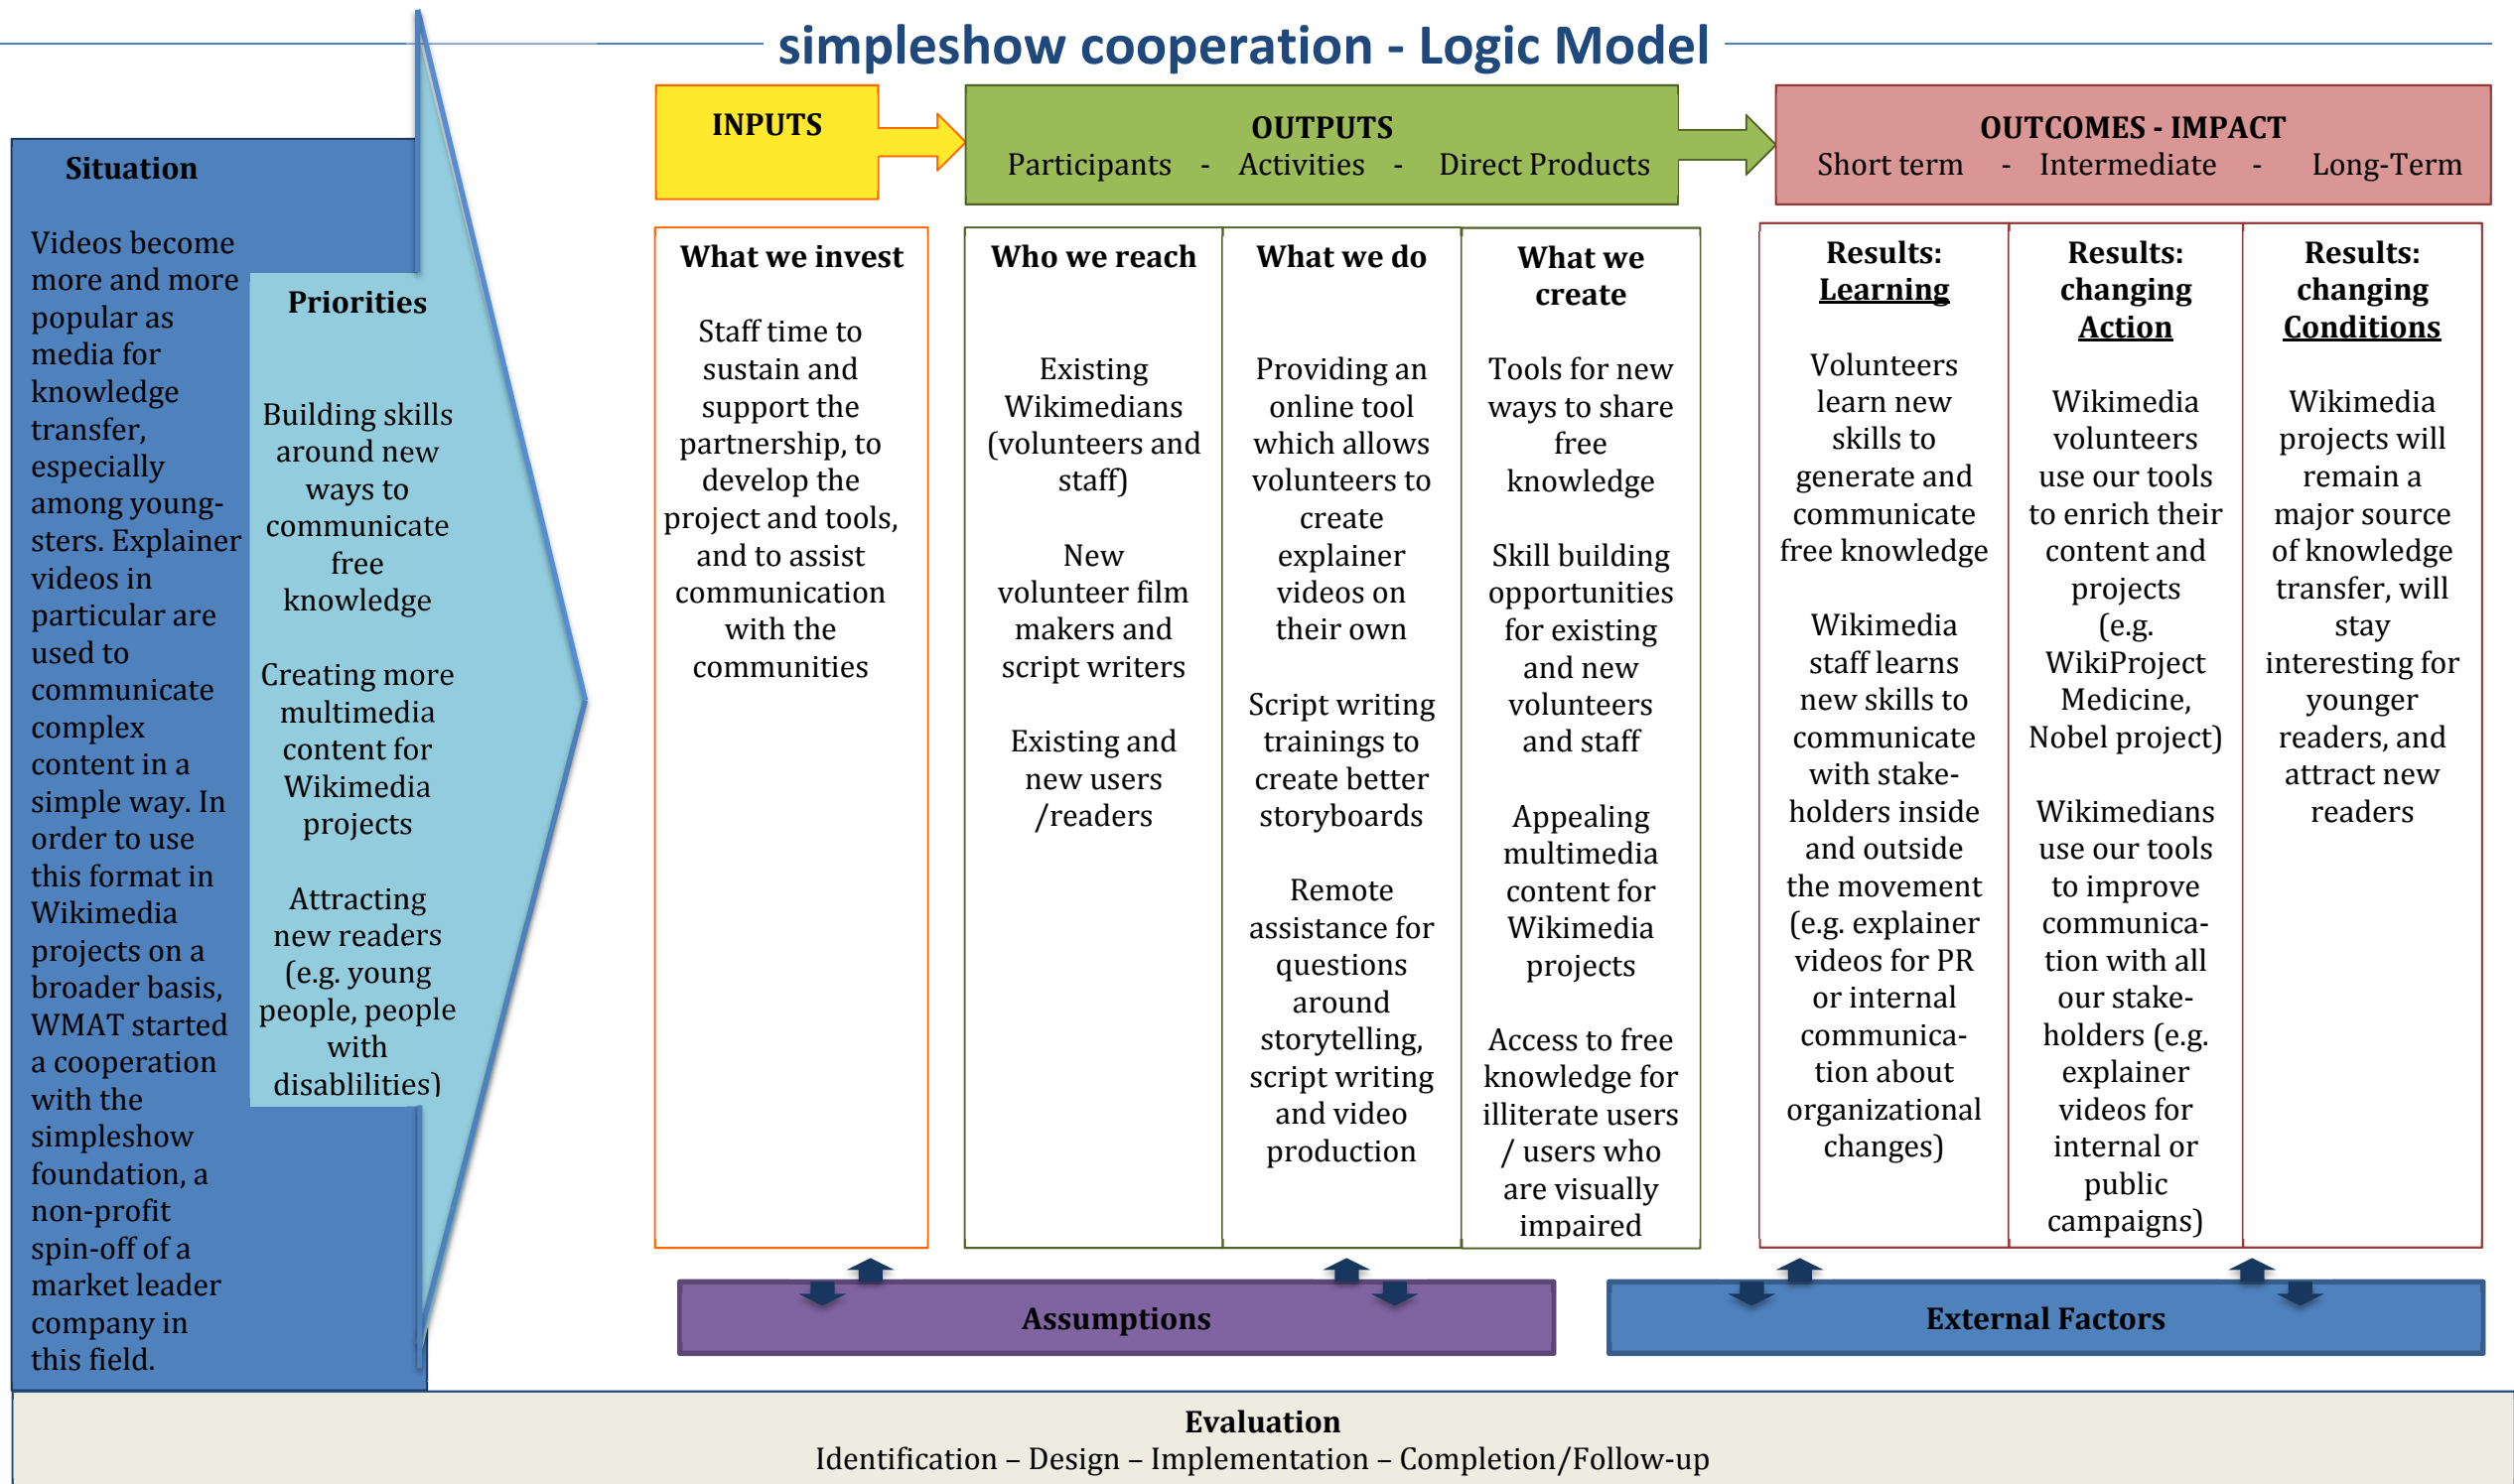 simpleshow cooperation - Logic Model
Situation
Videos become
more and more
popular as
media for
knowledge
transfer,
especially
among young-
sters. Explainer
videos in
particular are
used to
communicate
complex
content in a
simple way. In
order to use
this format in
Wikimedia
projects on a
broader basis,
WMAT started
a cooperation
with the
simpleshow
foundation, a
non-profit
spin-off of a
market leader
company in
this field.
Priorities
Building skills
around new
ways to
communicate
free
knowledge
Creating more
multimedia
content for
Wikimedia
projects
Attracting
new readers
(e.g. young
people, people
with
disablilities)
INPUTS
What we invest
Staff time to
sustain and
support the
partnership, to
develop the
project and tools,
and to assist
communication
with the
communities
OUTPUTS
Participants - Activities - Direct Products
Who we reach
Existing
Wikimedians
(volunteers and
staff)
New
volunteer film
makers and
script writers
Existing and
new users
/readers
What we do
Providing an
online tool
which allows
volunteers to
create
explainer
videos on
their own
Script writing
trainings to
create better
storyboards
Remote
assistance for
questions
around
storytelling,
script writing
and video
production
What we
create
Tools for new
ways to share
free
knowledge
Skill building
opportunities
for existing
and new
volunteers
and staff
Appealing
multimedia
content for
Wikimedia
projects
Access to free
knowledge for
illiterate users
/ users who
are visually
impaired
OUTCOMES - IMPACT
Short term - Intermediate - Long-Term
Results:
Learning
Volunteers
learn new
skills to
generate and
communicate
free knowledge
Wikimedia
staff learns
new skills to
communicate
with stake-
holders inside
and outside
the movement
(e.g. explainer
videos for PR
or internal
communica-
tion about
organizational
changes)
Results:
changing
Action
Wikimedia
volunteers
use our tools
to enrich their
content and
projects
(e.g.
WikiProject
Medicine,
Nobel project)
Wikimedians
use our tools
to improve
communica-
tion with all
our stake-
holders (e.g.
explainer
videos for
internal or
public
campaigns)
Results:
changing
Conditions
Wikimedia
projects will
remain a
major source
of knowledge
transfer, will
stay
interesting for
younger
readers, and
attract new
readers
Assumptions
External Factors
Evaluation
Identification – Design – Implementation – Completion/Follow-up